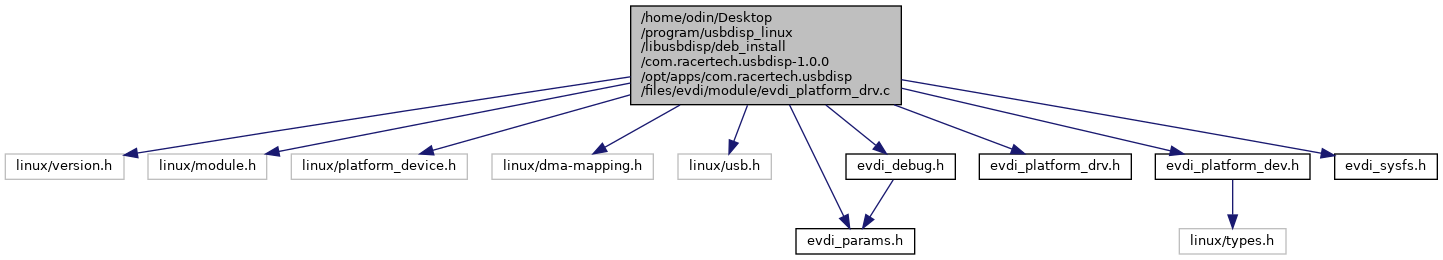 /home/odin/Desktop
/program/usbdisp_linux
/libusbdisp/deb_install
/com.racertech.usbdisp-1.0.0
/opt/apps/com.racertech.usbdisp
/files/evdi/module/evdi_platform_drv.c
linux/version.h
linux/module.h
linux/platform_device.h
linux/dma-mapping.h
linux/usb.h
evdi_debug.h
evdi_platform_drv.h
evdi_platform_dev.h
evdi_sysfs.h
evdi_params.h
linux/types.h